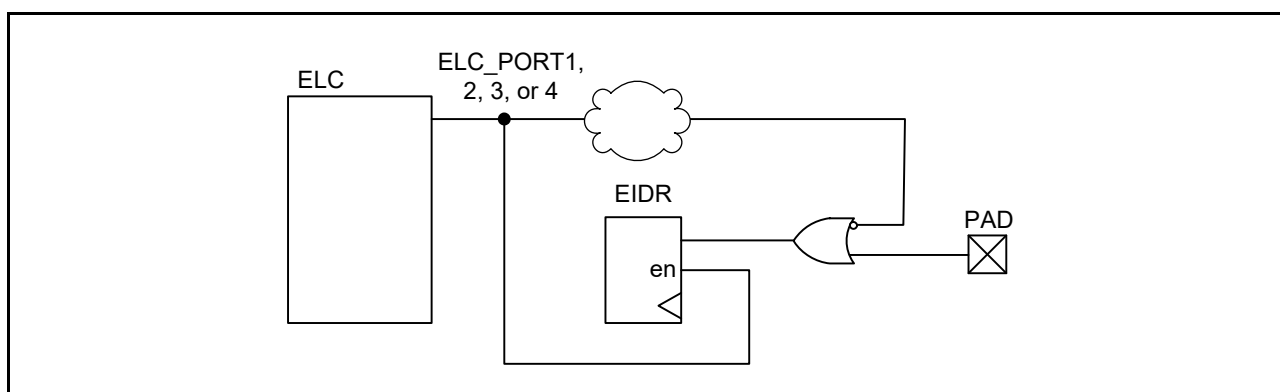 ELC_PORT1,
2, 3, or 4
ELC
EIDR
PAD
en